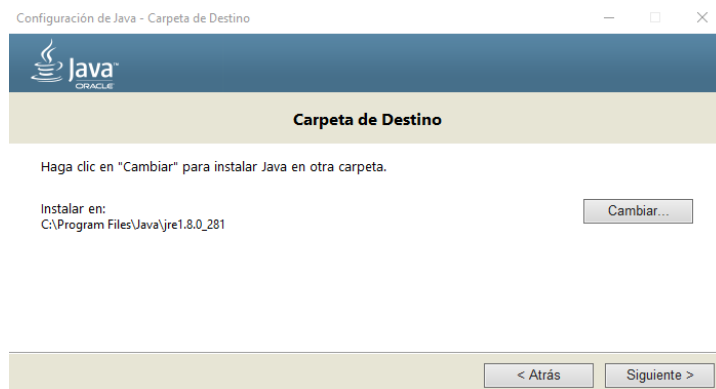 Configuración de Java - Carpeta de Destino
Java™
ORACLE
Carpeta de Destino
Haga clic en "Cambiar" para instalar Java en otra carpeta.
Instalar en:
Cambiar...
C:\Program Files\Java\jre1.8.0_281
< Atrás
Siguiente >